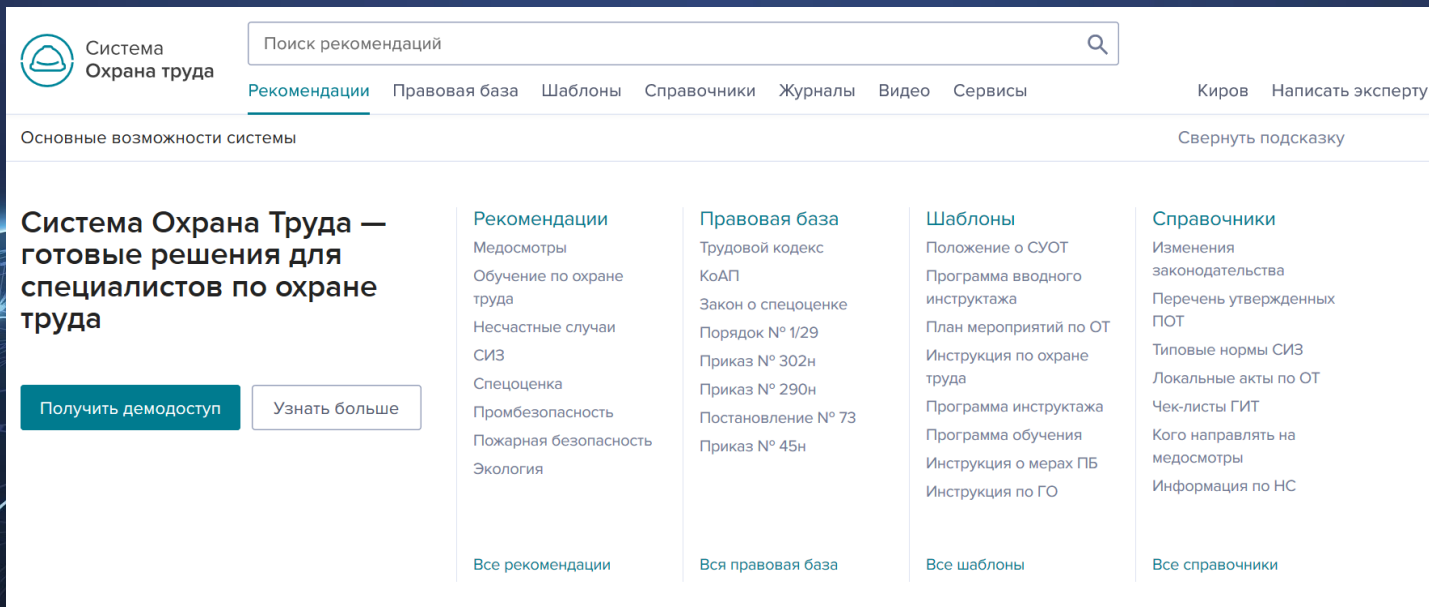 Система
Охрана труда
Поиск рекомендаций
Рекомендации Правовая база Шаблоны Справочники Журналы Видео Сервисы Киров Написать эксперту
Основные возможности системы Свернуть подсказку
Система Охрана Труда —
готовые решения для
специалистов по охране
труда
Получить демодоступ Узнать больше
Рекомендации
Медосмотры
Обучение по охране
труда
Несчастные случаи
СИЗ
Спецоценка
Промбезопасность
Пожарная безопасность
Экология
Все рекомендации
Правовая база
Трудовой кодекс
КоАП
Закон о спецоценке
Порядок № 1/29
Приказ № 302н
Приказ № 290н
Постановление № 73
Приказ № 45н
Вся правовая база
Шаблоны
Положение о СУОТ
Программа вводного
инструктажа
План мероприятий по ОТ
Инструкция по охране
труда
Программа инструктажа
Программа обучения
Инструкция о мерах ПБ
Инструкция по ГО
Все шаблоны
Справочники
Изменения
законодательства
Перечень утвержденных
ПОТ
Типовые нормы СИЗ
Локальные акты по ОТ
Чек-листы ГИТ
Кого направлять на
медосмотры
Информация по НС
Все справочники